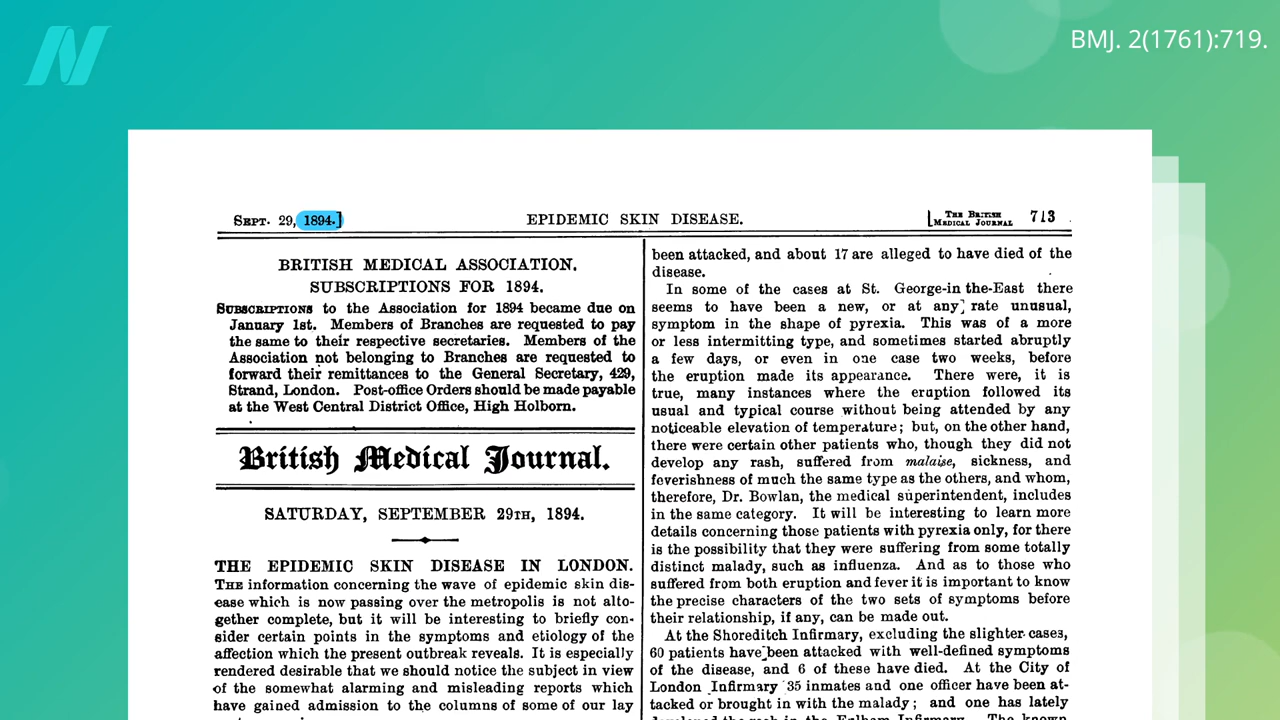 BMJ. 2(1761):719.
SEPT. 29, 1894.] EPIDEMIC SKIN DISEASE. [THE BRITISH MEDICAL JOURNAL 713
BRITISH MEDICAL ASSOCIATION.
SUBSCRIPTIONS FOR 1894.
SUBSCRIPTIONS to the Association for 1894 became due on
January 1st. Members of Branches are requested to pay
the same to their respective secretaries. Members of the
Association not belonging to Branches are requested to
forward their remittances to the General Secretary, 429,
Strand, London. Post-office Orders should be made payable
at the West Central District Office, High Holborn.
British Medical Journal.
SATURDAY, SEPTEMBER 29TH, 1894.
THE EPIDEMIC SKIN DISEASE IN LONDON.
THE information concerning the wave of epidemic skin dis-
ease which is now passing over the metropolis is not alto-
gether complete, but it will be interesting to briefly con-
sider certain points in the symptoms and etiology of the
affection which the present outbreak reveals. It is especially
rendered desirable that we should notice the subject in view
of the somewhat alarming and misleading reports which
have gained admission to the columns of some of our lay
been attacked, and about 17 are alleged to have died of the
disease.
In some of the cases at St. George-in the-East there
seems to have been a new, or at any rate unusual,
symptom in the shape of pyrexia. This was of a more
or less intermitting type, and sometimes started abruptly
a few days, or even in one case two weeks, before
the eruption made its appearance. There were, it is
true, many instances where the eruption followed its
usual and typical course without being attended by any
noticeable elevation of temperature; but, on the other hand,
there were certain other patients who, though they did not
develop any rash, suffered from malaise, sickness, and
feverishness of much the same type as the others, and whom,
therefore, Dr. Bowlan, the medical superintendent, includes
in the same category. It will be interesting to learn more
details concerning those patients with pyrexia only, for there
is the possibility that they were suffering from some totally
distinct malady, such as influenza. And as to those who
suffered from both eruption and fever it is important to know
the precise characters of the two sets of symptoms before
their relationship, if any, can be made out.
At the Shoreditch Infirmary, excluding the slighter cases,
60 patients have been attacked with well-defined symptoms
of the disease, and 6 of these have died. At the City of
London Infirmary 35 inmates and one officer have been at-
tacked or brought in with the malady; and one has lately